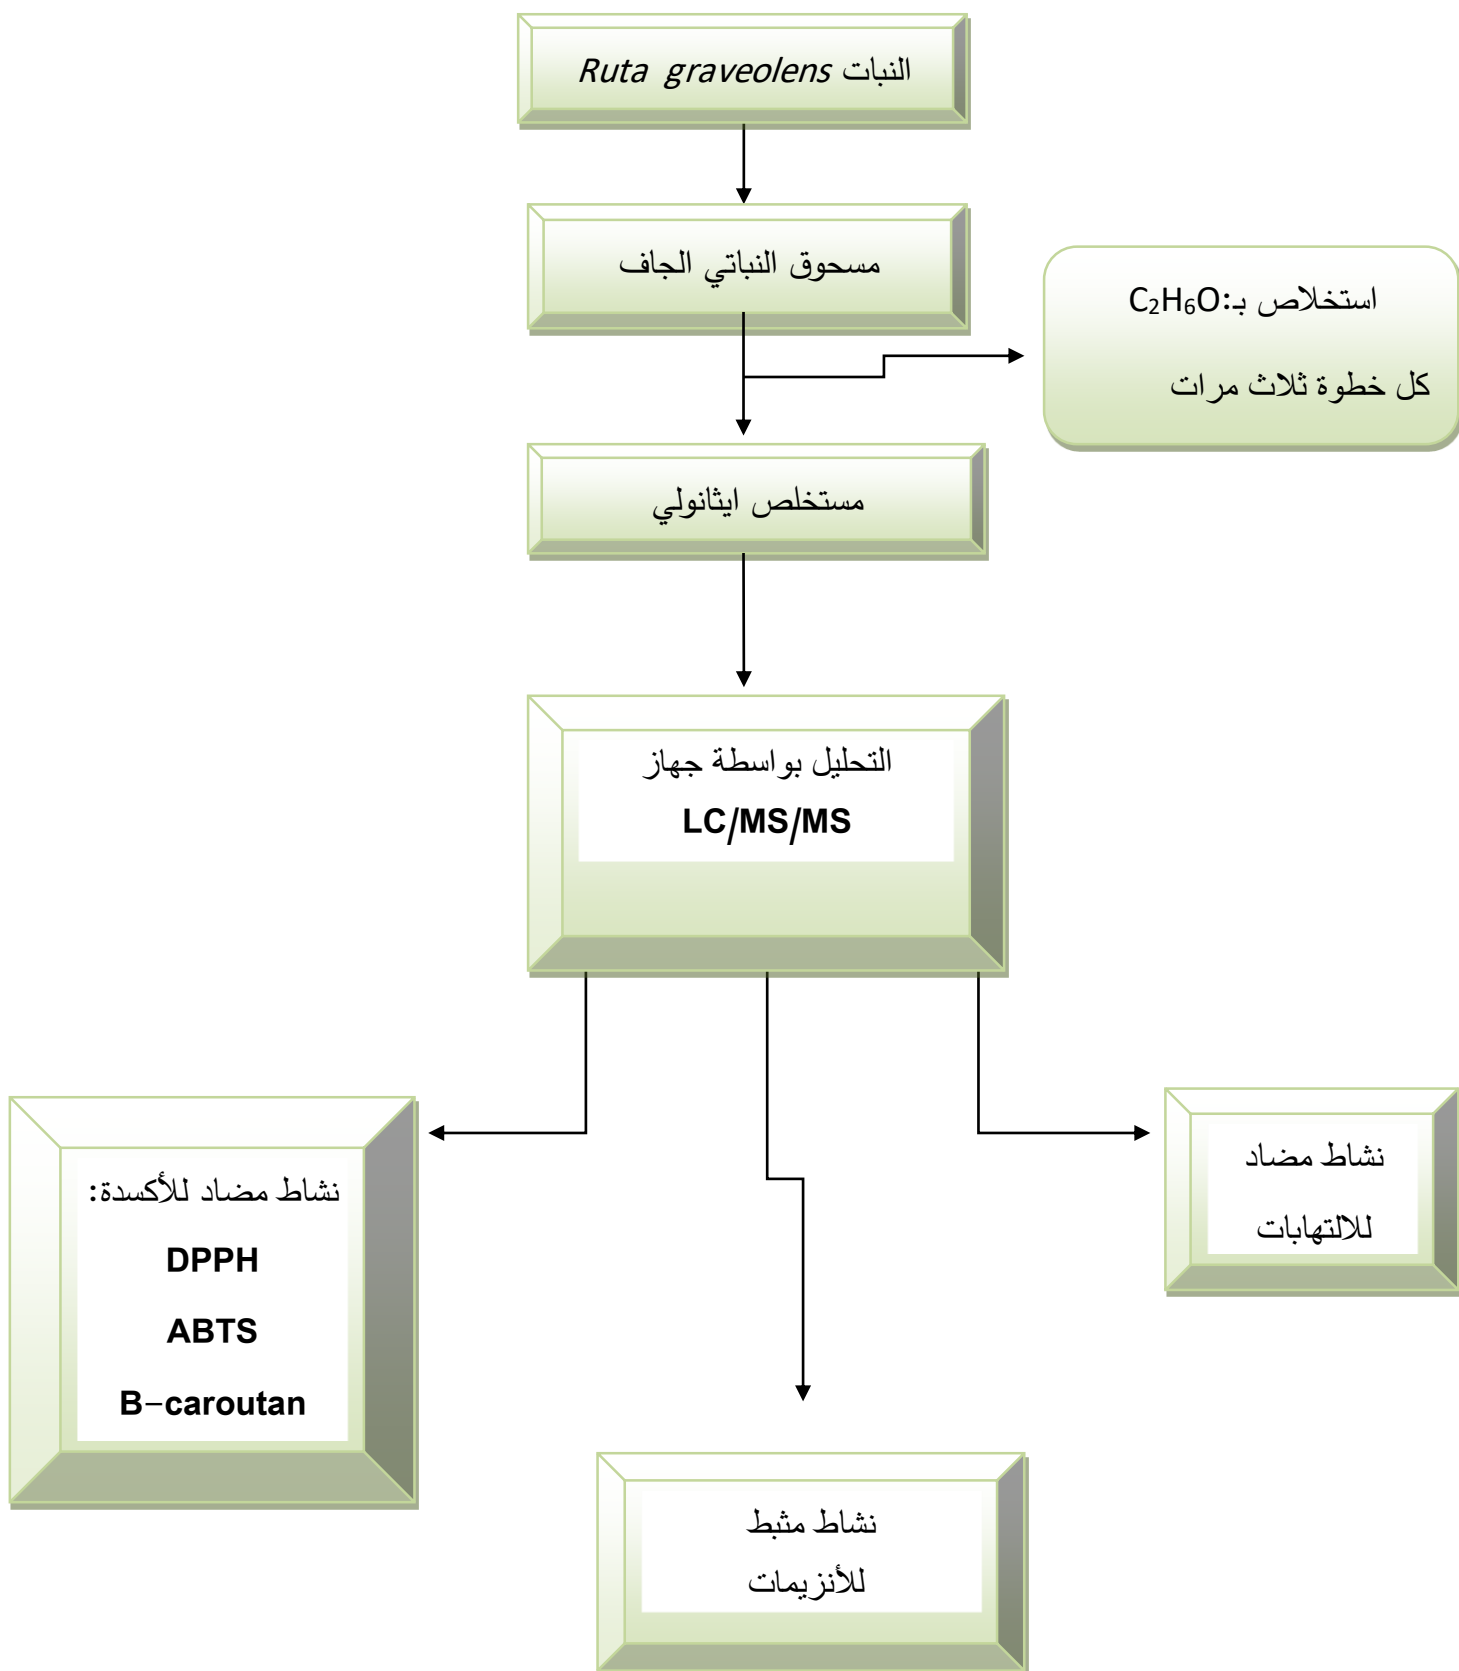 النبات Ruta graveolens
مسحوق النباتي الجاف
استخلاص بـ:C₂H₆O
كل خطوة ثلاث مرات
مستخلص ايثانولي
التحليل بواسطة جهاز
LC/MS/MS
نشاط مضاد
للالتهابات
نشاط مضاد للأكسدة:
DPPH
ABTS
B-caroutan
نشاط مثبط
للأنزيمات